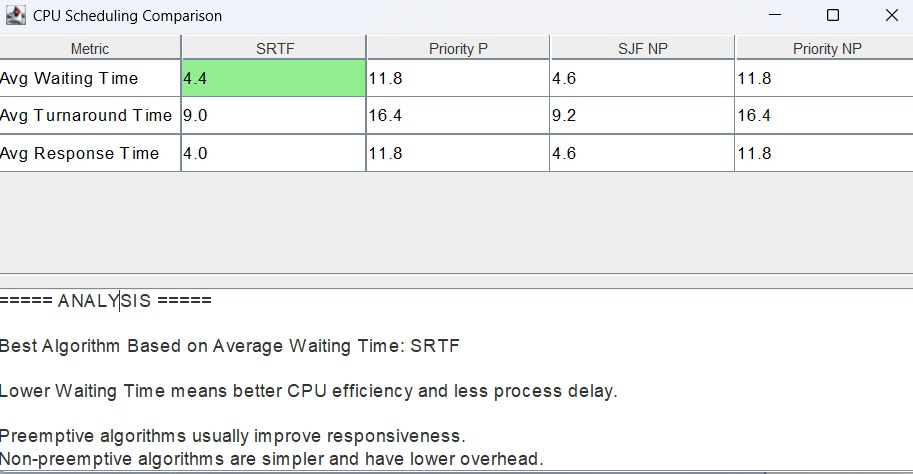 CPU Scheduling Comparison
Metric SRTF Priority P SJF NP Priority NP
Avg Waiting Time 4.4 11.8 4.6 11.8
Avg Turnaround Time 9.0 16.4 9.2 16.4
Avg Response Time 4.0 11.8 4.6 11.8
===== ANALYSIS =====
Best Algorithm Based on Average Waiting Time: SRTF
Lower Waiting Time means better CPU efficiency and less process delay.
Preemptive algorithms usually improve responsiveness.
Non-preemptive algorithms are simpler and have lower overhead.